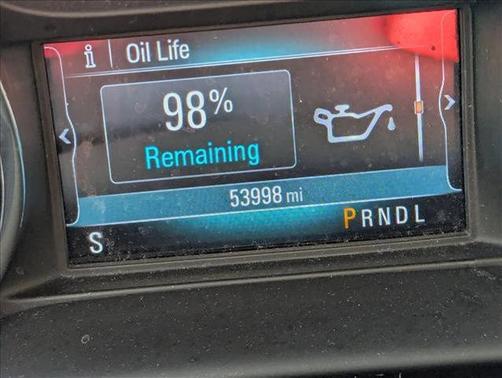 i Oil Life
98%
Remaining
53998 mi
S PRNDL